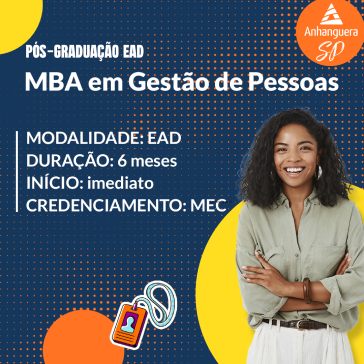 Anhanguera
SP
PÓS-GRADUAÇÃO EAD
MBA em Gestão de Pessoas
MODALIDADE: EAD
DURAÇÃO: 6 meses
INÍCIO: imediato
CREDENCIAMENTO: MEC